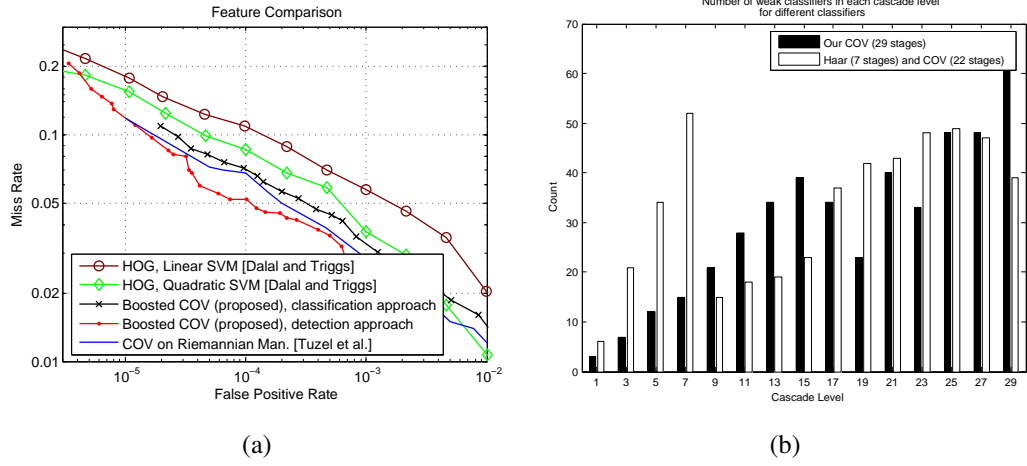 Feature Comparison
Miss Rate
0.2
0.1
0.05
0.02
0.01
HOG, Linear SVM [Dalal and Triggs]
HOG, Quadratic SVM [Dalal and Triggs]
Boosted COV (proposed), classification approach
Boosted COV (proposed), detection approach
COV on Riemannian Man. [Tuzel et al.]
10⁻⁵ 10⁻⁴ 10⁻³ 10⁻²
False Positive Rate
(a)
Number of weak classifiers in each cascade level
for different classifiers
Count
70
60
50
40
30
20
10
0
Our COV (29 stages)
Haar (7 stages) and COV (22 stages)
1 3 5 7 9 11 13 15 17 19 21 23 25 27 29
Cascade Level
(b)